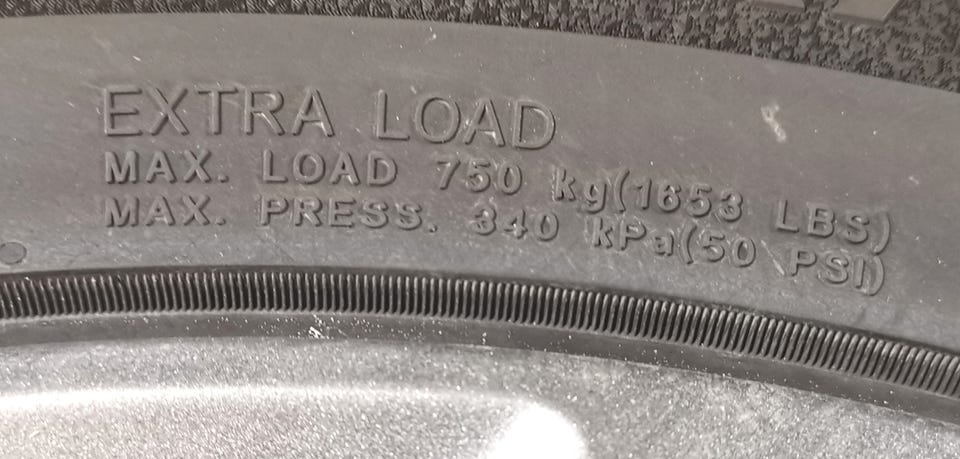 EXTRA LOAD
MAX. LOAD 750 kg(1653 LBS)
MAX. PRESS. 340 kPa(50 PSI)